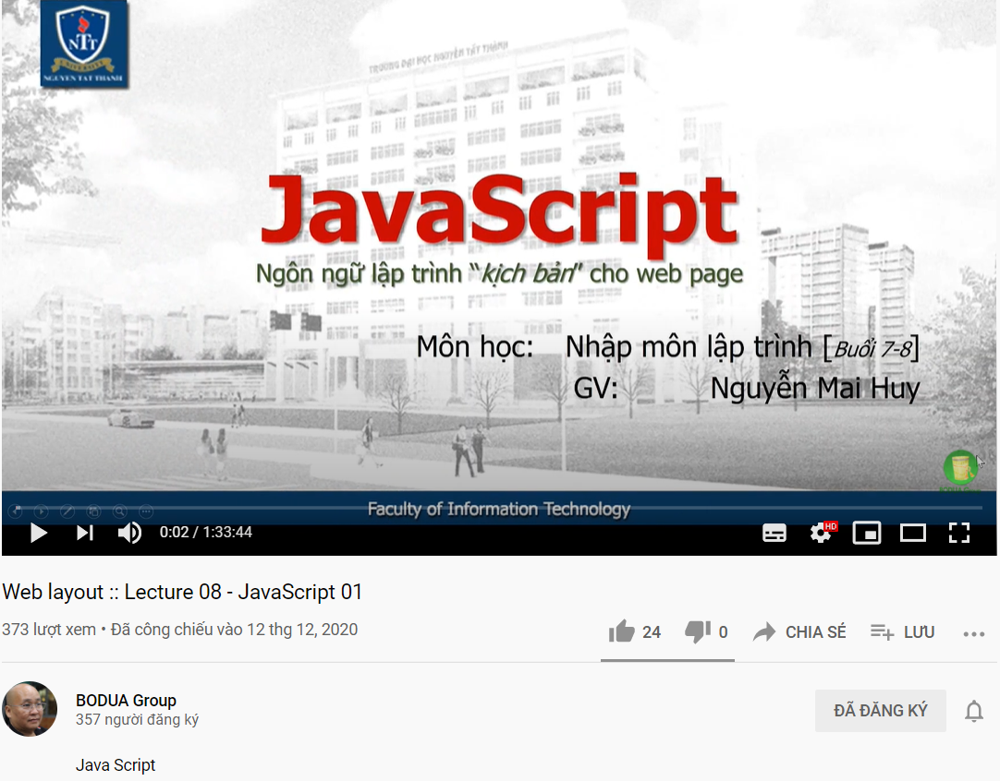 NTT
UNIVERSITY
NGUYEN TAT THANH
TRƯỜNG ĐẠI HỌC NGUYỄN TẤT THÀNH
JavaScript
Ngôn ngữ lập trình “kịch bản” cho web page
Môn học: Nhập môn lập trình [Buổi 7-8]
GV: Nguyễn Mai Huy
Faculty of Information Technology
0:02 / 1:33:44
HD
Web layout :: Lecture 08 - JavaScript 01
373 lượt xem • Đã công chiếu vào 12 thg 12, 2020
24
0
CHIA SẺ
LƯU
BODUA Group
357 người đăng ký
ĐÃ ĐĂNG KÝ
Java Script